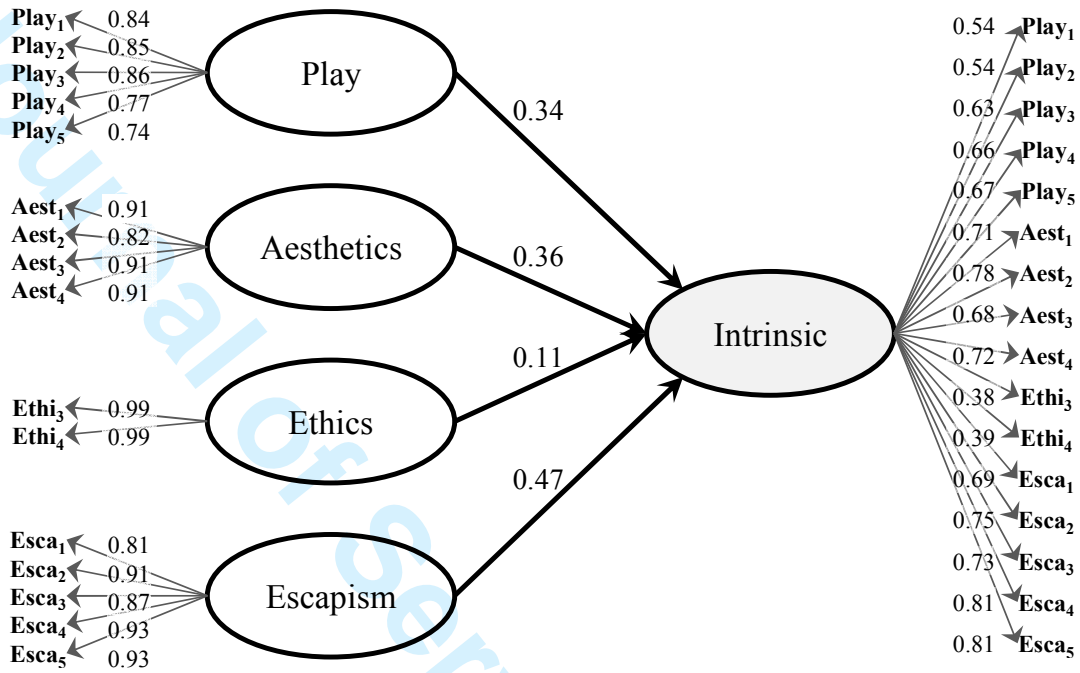 Play1 0.84
Play2 0.85
Play3 0.86
Play4 0.77
Play5 0.74
Play
0.34
Aest1 0.91
Aest2 0.82
Aest3 0.91
Aest4 0.91
Aesthetics
0.36
Ethi3 0.99
Ethi4 0.99
Ethics
0.11
Esca1 0.81
Esca2 0.91
Esca3 0.87
Esca4 0.93
Esca5 0.93
Escapism
0.47
Intrinsic
0.54 Play1
0.54 Play2
0.63 Play3
0.66 Play4
0.67 Play5
0.71 Aest1
0.78 Aest2
0.68 Aest3
0.72 Aest4
0.38 Ethi3
0.39 Ethi4
0.69 Esca1
0.75 Esca2
0.73 Esca3
0.81 Esca4
0.81 Esca5